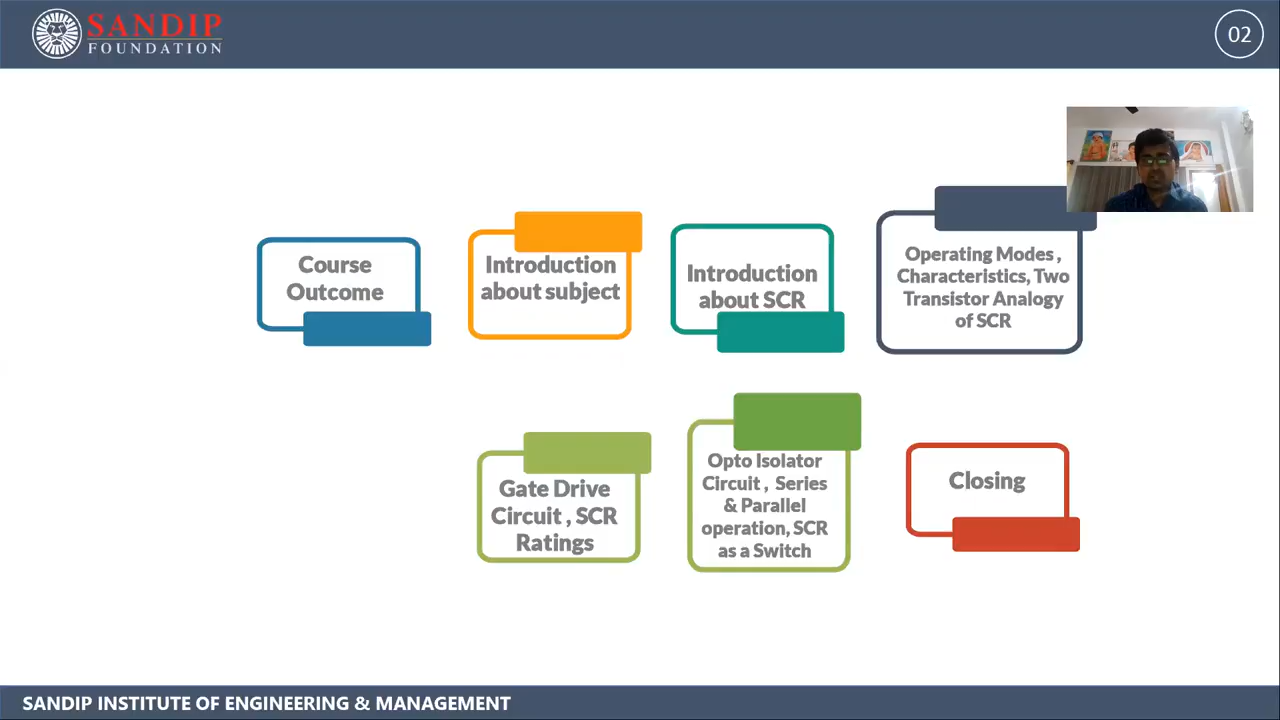 SANDIP
FOUNDATION
02
Course
Outcome
Introduction
about subject
Introduction
about SCR
Operating Modes ,
Characteristics, Two
Transistor Analogy
of SCR
Gate Drive
Circuit , SCR
Ratings
Opto Isolator
Circuit , Series
& Parallel
operation, SCR
as a Switch
Closing
SANDIP INSTITUTE OF ENGINEERING & MANAGEMENT